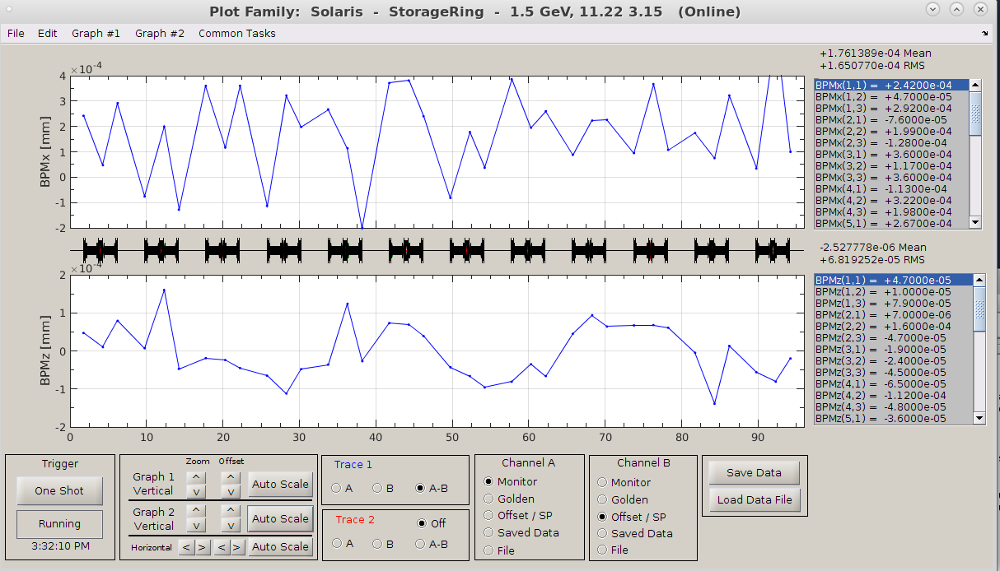 Plot Family:  Solaris  -  StorageRing  -  1.5 GeV, 11.22 3.15   (Online)
File Edit Graph #1 Graph #2 Common Tasks
+1.761389e-04 Mean
+1.650770e-04 RMS
×10-4
4
3
2
1
0
-1
-2
BPMx [mm]
BPMx(1,1) =  +2.4200e-04
BPMx(1,2) =  +4.7000e-05
BPMx(1,3) =  +2.9200e-04
BPMx(2,1) =  -7.6000e-05
BPMx(2,2) =  +1.9900e-04
BPMx(2,3) =  -1.2800e-04
BPMx(3,1) =  +3.6000e-04
BPMx(3,2) =  +1.1700e-04
BPMx(3,3) =  +3.6000e-04
BPMx(4,1) =  -1.1300e-04
BPMx(4,2) =  +3.2200e-04
BPMx(4,3) =  +1.9800e-04
BPMx(5,1) =  +2.6700e-04
-2.527778e-06 Mean
+6.819252e-05 RMS
×10-4
2
1
0
-1
-2
BPMz [mm]
0 10 20 30 40 50 60 70 80 90
BPMz(1,1) =  +4.7000e-05
BPMz(1,2) =  +1.0000e-05
BPMz(1,3) =  +7.9000e-05
BPMz(2,1) =  +7.0000e-06
BPMz(2,2) =  +1.6000e-04
BPMz(2,3) =  -4.7000e-05
BPMz(3,1) =  -1.9000e-05
BPMz(3,2) =  -2.4000e-05
BPMz(3,3) =  -4.5000e-05
BPMz(4,1) =  -6.5000e-05
BPMz(4,2) =  -1.1200e-04
BPMz(4,3) =  -4.8000e-05
BPMz(5,1) =  -3.6000e-05
Trigger
One Shot
Running
3:32:10 PM
Zoom Offset
Graph 1
Vertical
^ ^
v v
Auto Scale
Graph 2
Vertical
^ ^
v v
Auto Scale
Horizontal < > < > Auto Scale
Trace 1
A B A-B
Trace 2 Off
A B A-B
Channel A
Monitor
Golden
Offset / SP
Saved Data
File
Channel B
Monitor
Golden
Offset / SP
Saved Data
File
Save Data
Load Data File